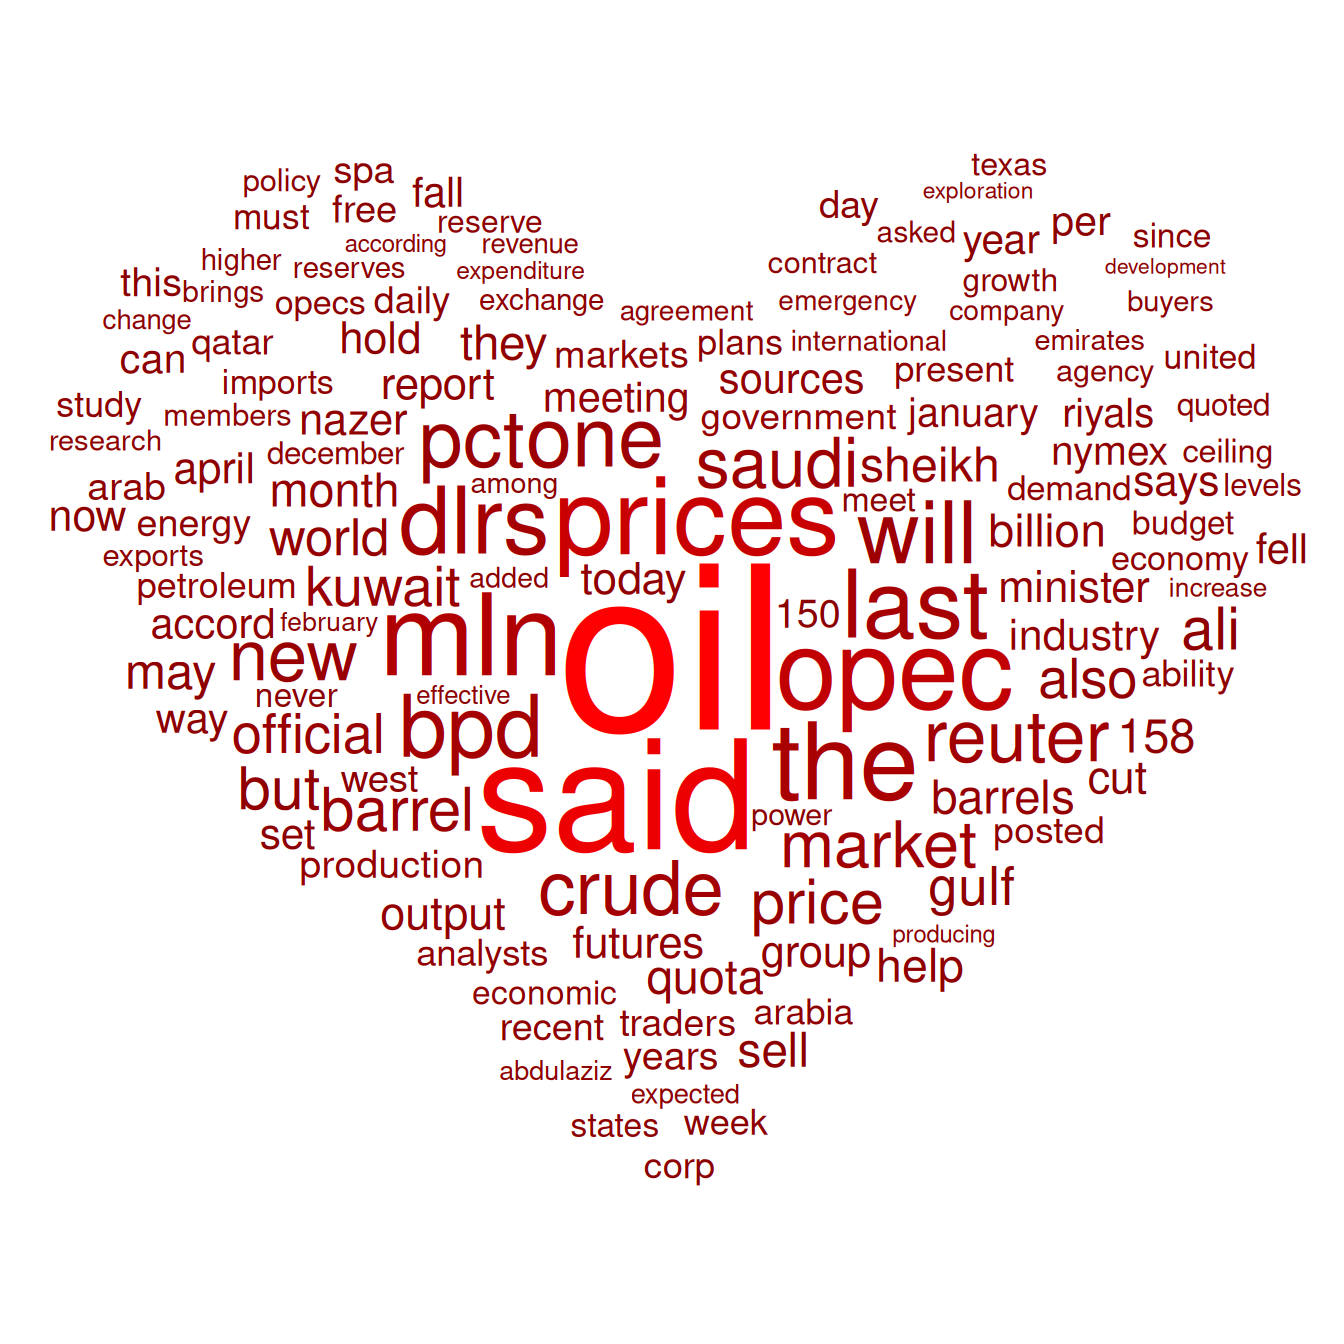 texas
policy spa
fall exploration
must free reserve day asked year per since
according revenue
higher reserves expenditure contract growth development
this brings opecs daily exchange agreement emergency company buyers
change
qatar hold they markets plans international emirates united
can
imports report meeting sources present agency
study members nazer government january riyals quoted
research december pctone saudi sheikh nymex ceiling
arab april month among meet demand says levels
now energy world dlrs prices will billion budget
exports economy fell
petroleum kuwait added today minister increase
accord february mln oil 150 last industry ali
may new opec also ability
never effective
way official bpd the reuter 158
but west barrel said power barrels cut
set market posted
production
crude price gulf
output
analysts futures group producing
quota help
economic
recent traders arabia
years sell
abdulaziz
expected
states week
corp